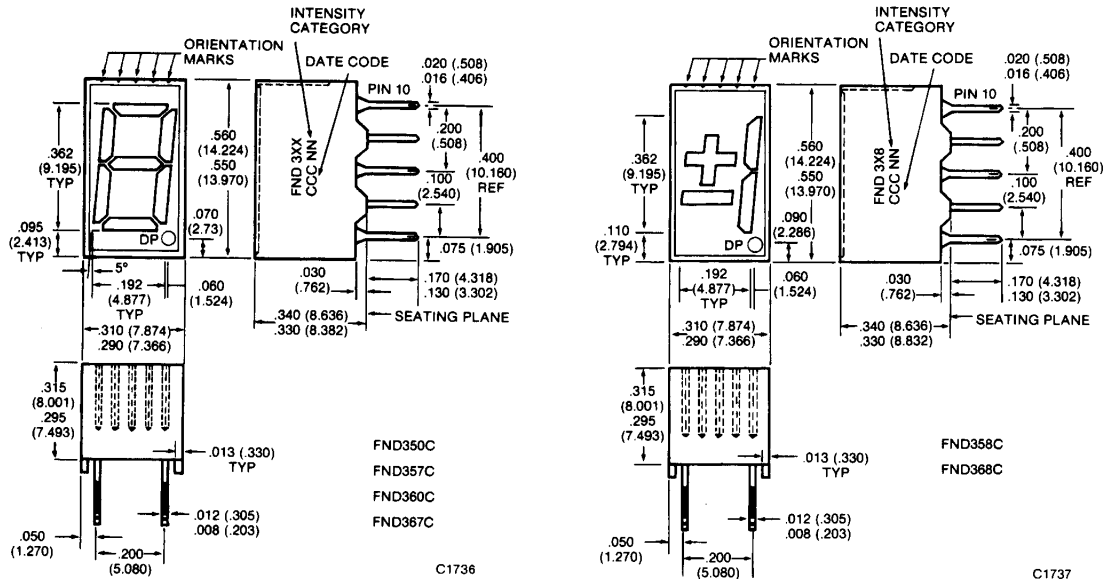 INTENSITY
CATEGORY
ORIENTATION
MARKS
DATE CODE
.020 (.508)
.016 (.406)
PIN 10
.200
(.508)
.560
(14.224)
.550
(13.970)
.362
(9.195)
TYP
FND 3XX
CCC NN
.400
(10.160)
REF
.100
(2.540)
.095
(2.413)
TYP
.070
(2.73)
DP
.075 (1.905)
5°
.192
(4.877)
TYP
.060
(1.524)
.030
(.762)
.170 (4.318)
.130 (3.302)
.310 (7.874)
.290 (7.366)
.340 (8.636)
.330 (8.382)
SEATING PLANE
.315
(8.001)
.295
(7.493)
.013 (.330)
TYP
FND350C
FND357C
FND360C
FND367C
.012 (.305)
.008 (.203)
.050
(1.270)
.200
(5.080)
C1736
INTENSITY
CATEGORY
ORIENTATION
MARKS
DATE CODE
.020 (.508)
.016 (.406)
PIN 10
.200
(.508)
.560
(14.224)
.550
(13.970)
.362
(9.195)
TYP
FND 3X8
CCC NN
.400
(10.160)
REF
.100
(2.540)
.110
(2.794)
TYP
.090
(2.286)
DP
.075 (1.905)
.192
(4.877)
TYP
.060
(1.524)
.030
(.762)
.170 (4.318)
.130 (3.302)
.310 (7.874)
.290 (7.366)
.340 (8.636)
.330 (8.832)
SEATING PLANE
.315
(8.001)
.295
(7.493)
.013 (.330)
TYP
FND358C
FND368C
.012 (.305)
.008 (.203)
.050
(1.270)
.200
(5.080)
C1737